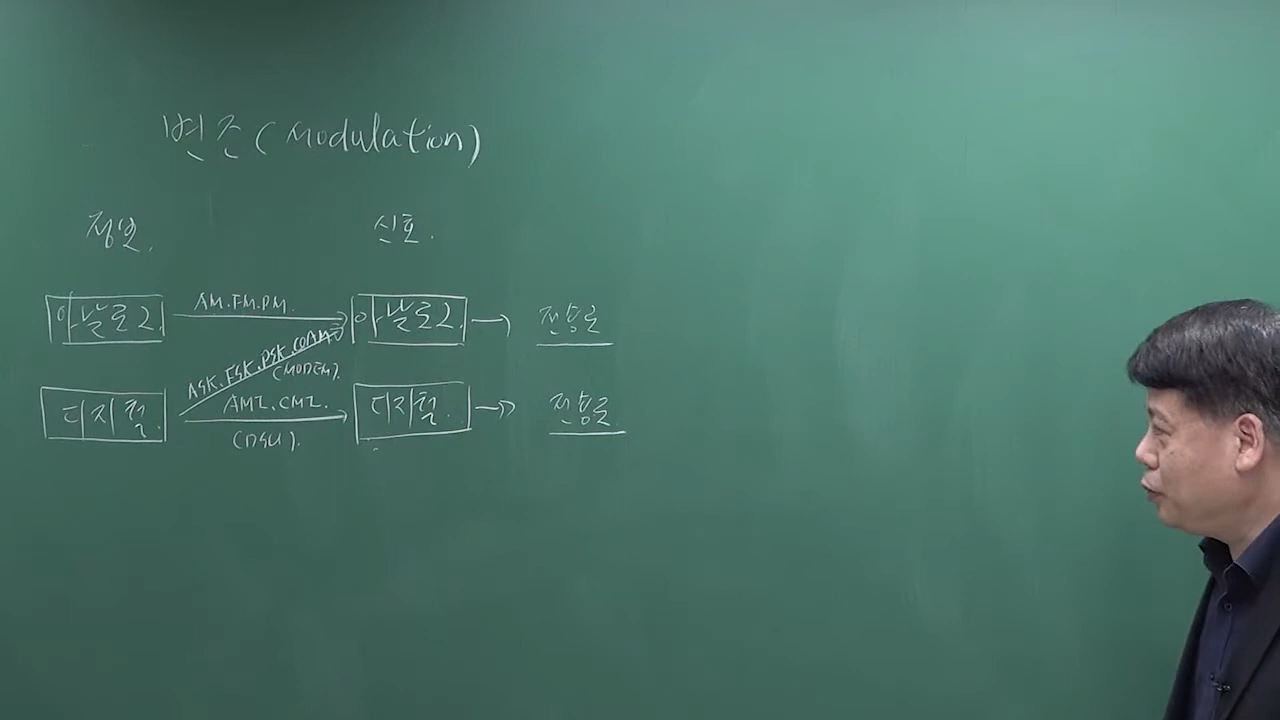 변조(Modulation)
정보. 신호.
아날로그. AM.FM.PM. 아날로그. 전송로
ASK.FSK.PSK.QAM
(MODEM).
디지털. AMI.CMI. 디지털. 전송로
(DSU).